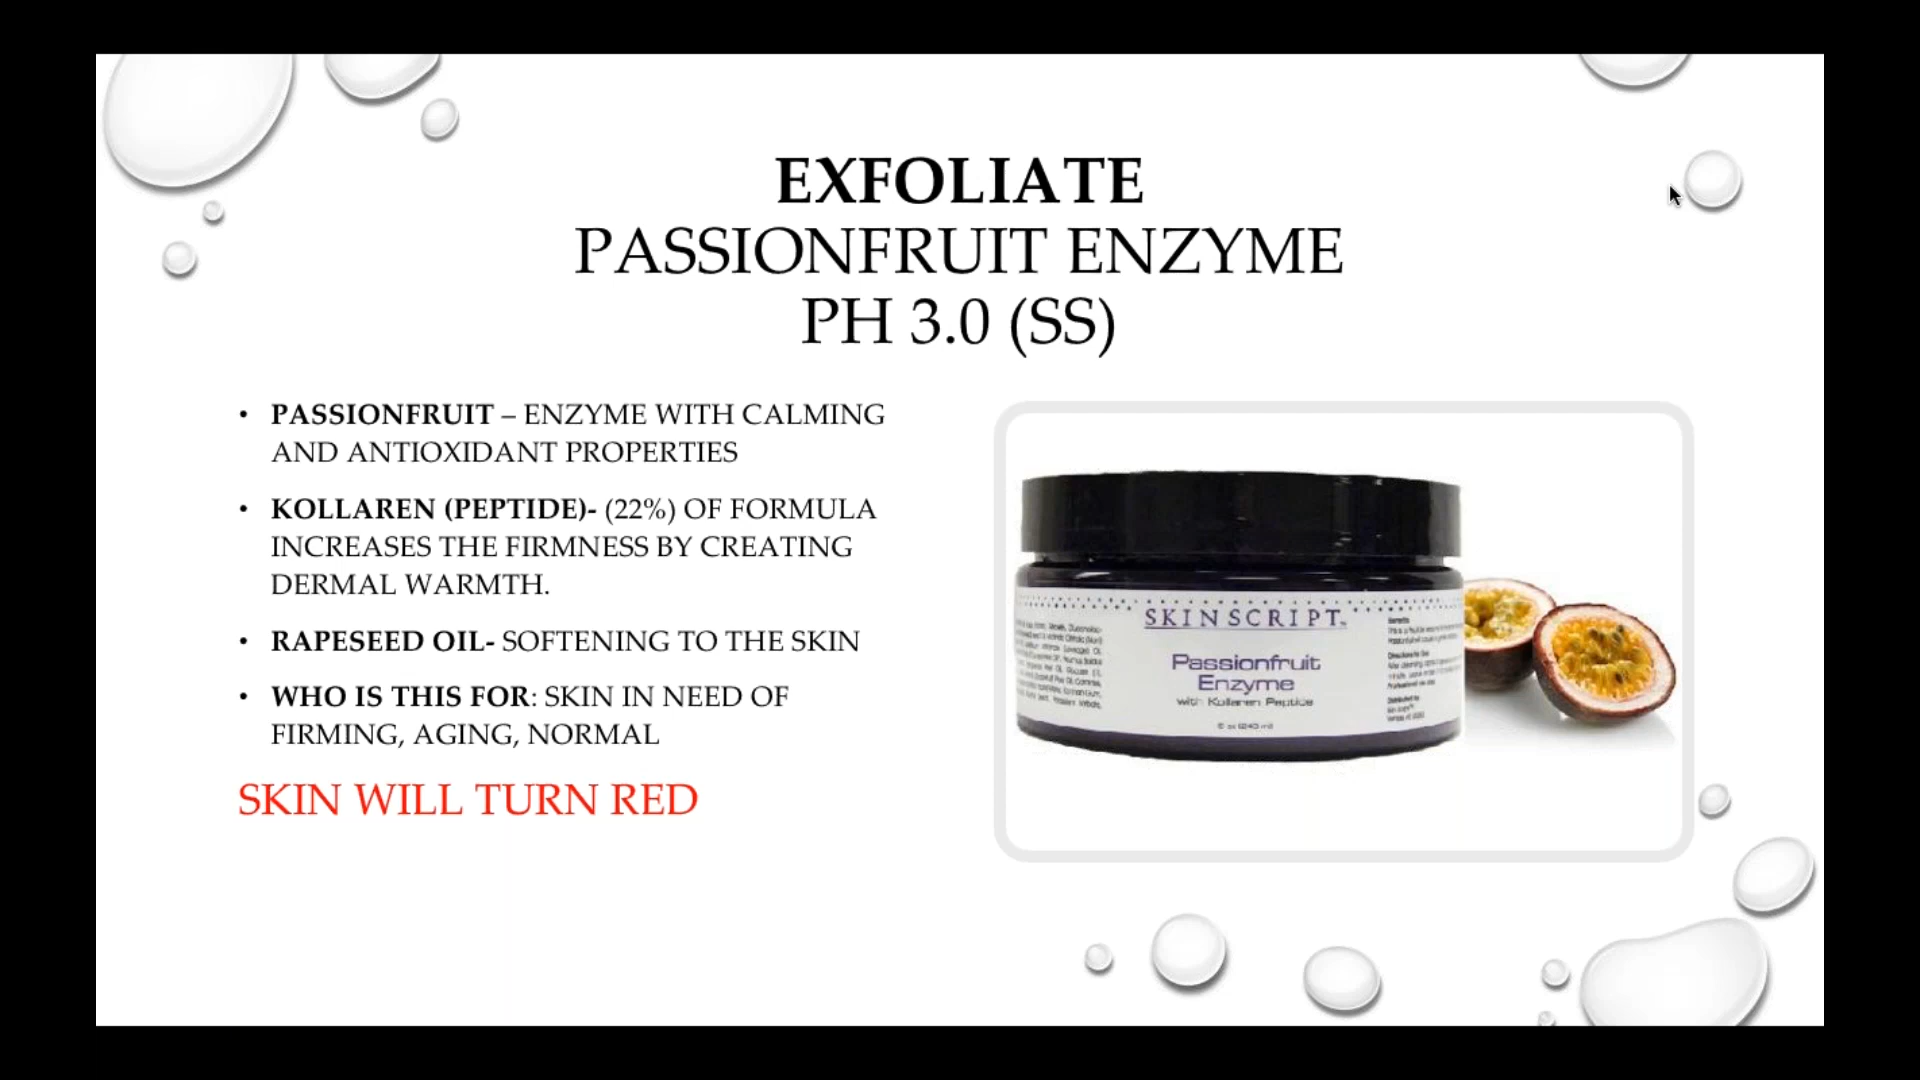 EXFOLIATE
PASSIONFRUIT ENZYME
PH 3.0 (SS)
• PASSIONFRUIT – ENZYME WITH CALMING
AND ANTIOXIDANT PROPERTIES
• KOLLAREN (PEPTIDE)- (22%) OF FORMULA
INCREASES THE FIRMNESS BY CREATING
DERMAL WARMTH.
• RAPESEED OIL- SOFTENING TO THE SKIN
• WHO IS THIS FOR: SKIN IN NEED OF
FIRMING, AGING, NORMAL
SKIN WILL TURN RED
SKINSCRIPT
Passionfruit
Enzyme
with Kollaren Peptide